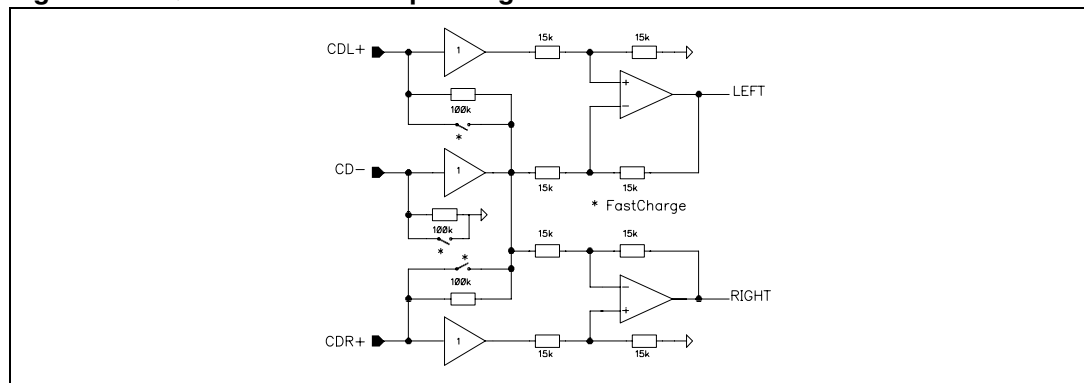 15k 15k
CDL+ 1
+
LEFT
−
100k
*
CD− 1
15k 15k
* FastCharge
100k
*
15k 15k
*
100k
−
RIGHT
+
CDR+ 1
15k 15k